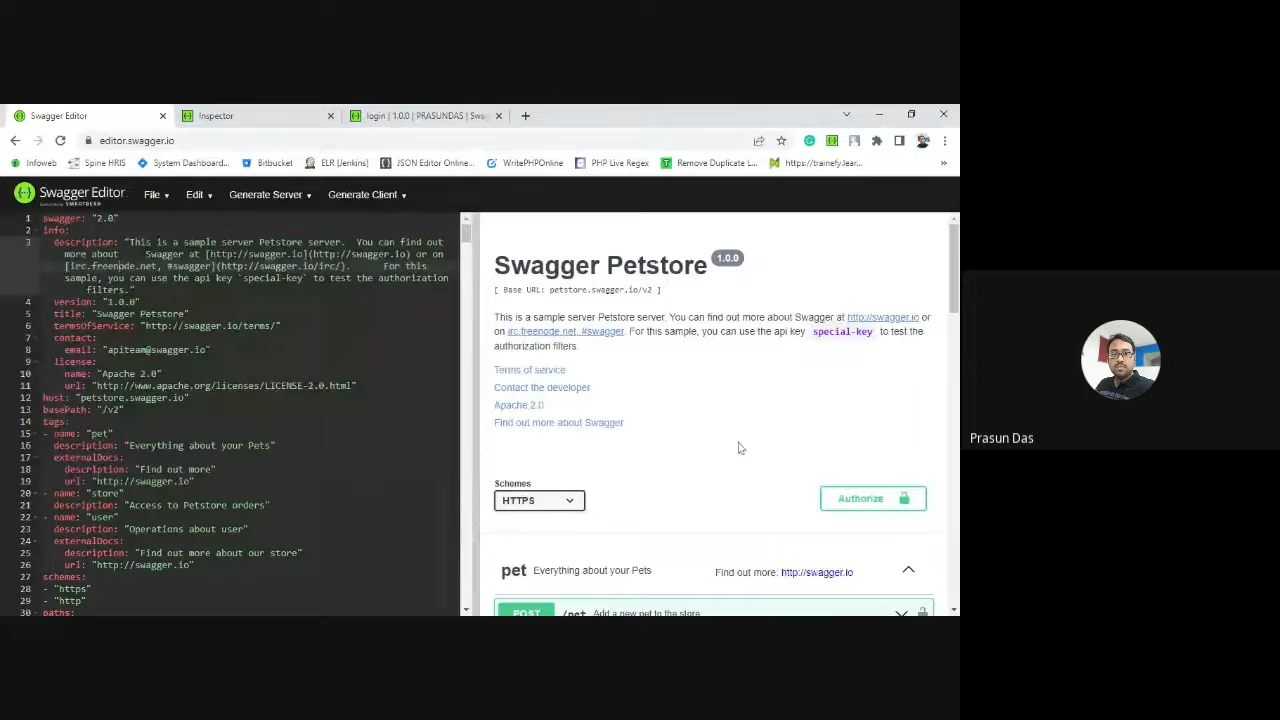 Swagger Editor
Inspector
login | 1.0.0 | PRASUNDAS | Swa
editor.swagger.io
Infoweb
Spine HRIS
System Dashboard...
Bitbucket
ELR [Jenkins]
JSON Editor Online...
WritePHPOnline
PHP Live Regex
Remove Duplicate L...
https://trainefy.lear...
»
Swagger Editor
SMARTBEAR
File
Edit
Generate Server
Generate Client
1 swagger: "2.0"
2 info:
3 description: "This is a sample server Petstore server. You can find out
more about Swagger at [http://swagger.io](http://swagger.io) or on
[irc.freenode.net, #swagger](http://swagger.io/irc/). For this
sample, you can use the api key `special-key` to test the authorization
filters."
4 version: "1.0.0"
5 title: "Swagger Petstore"
6 termsOfService: "http://swagger.io/terms/"
7 contact:
8 email: "apiteam@swagger.io"
9 license:
10 name: "Apache 2.0"
11 url: "http://www.apache.org/licenses/LICENSE-2.0.html"
12 host: "petstore.swagger.io"
13 basePath: "/v2"
14 tags:
15 - name: "pet"
16 description: "Everything about your Pets"
17 externalDocs:
18 description: "Find out more"
19 url: "http://swagger.io"
20 - name: "store"
21 description: "Access to Petstore orders"
22 - name: "user"
23 description: "Operations about user"
24 externalDocs:
25 description: "Find out more about our store"
26 url: "http://swagger.io"
27 schemes:
28 - "https"
29 - "http"
30 paths:
Swagger Petstore 1.0.0
[ Base URL: petstore.swagger.io/v2 ]
This is a sample server Petstore server. You can find out more about Swagger at http://swagger.io or
on irc.freenode.net, #swagger. For this sample, you can use the api key special-key to test the
authorization filters.
Terms of service
Contact the developer
Apache 2.0
Find out more about Swagger
Schemes
HTTPS
Authorize
pet Everything about your Pets Find out more: http://swagger.io
POST /pet Add a new pet to the store
Prasun Das